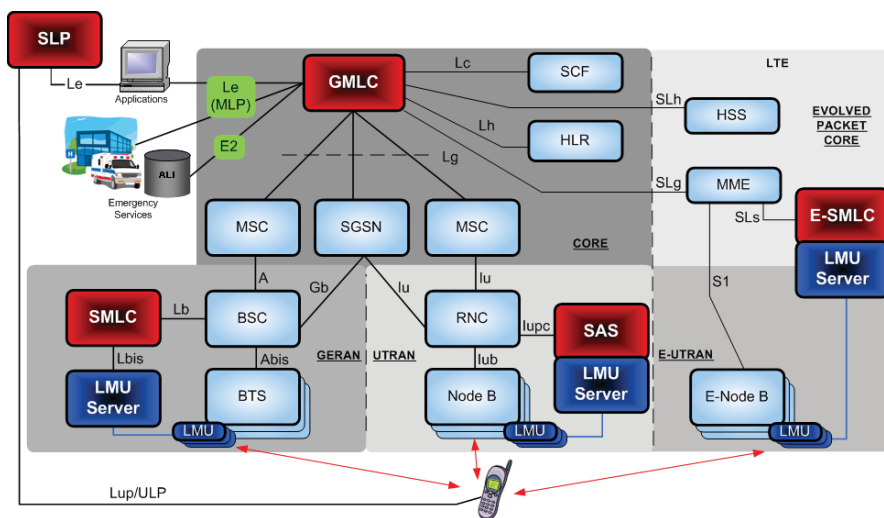 SLP
Le
Applications
Le
(MLP)
E2
GMLC
Lc
SCF
LTE
SLh
HSS
EVOLVED
PACKET
CORE
Lh
HLR
Lg
ALI
Emergency
Services
SLg
MME
SLs
E-SMLC
LMU
Server
MSC
SGSN
MSC
CORE
A
Gb
Iu
Iu
S1
SMLC
Lb
BSC
RNC
Iupc
SAS
Lbis
Abis
GERAN
UTRAN
Iub
E-UTRAN
LMU
Server
BTS
Node B
LMU
Server
E-Node B
LMU
LMU
LMU
Lup/ULP
H